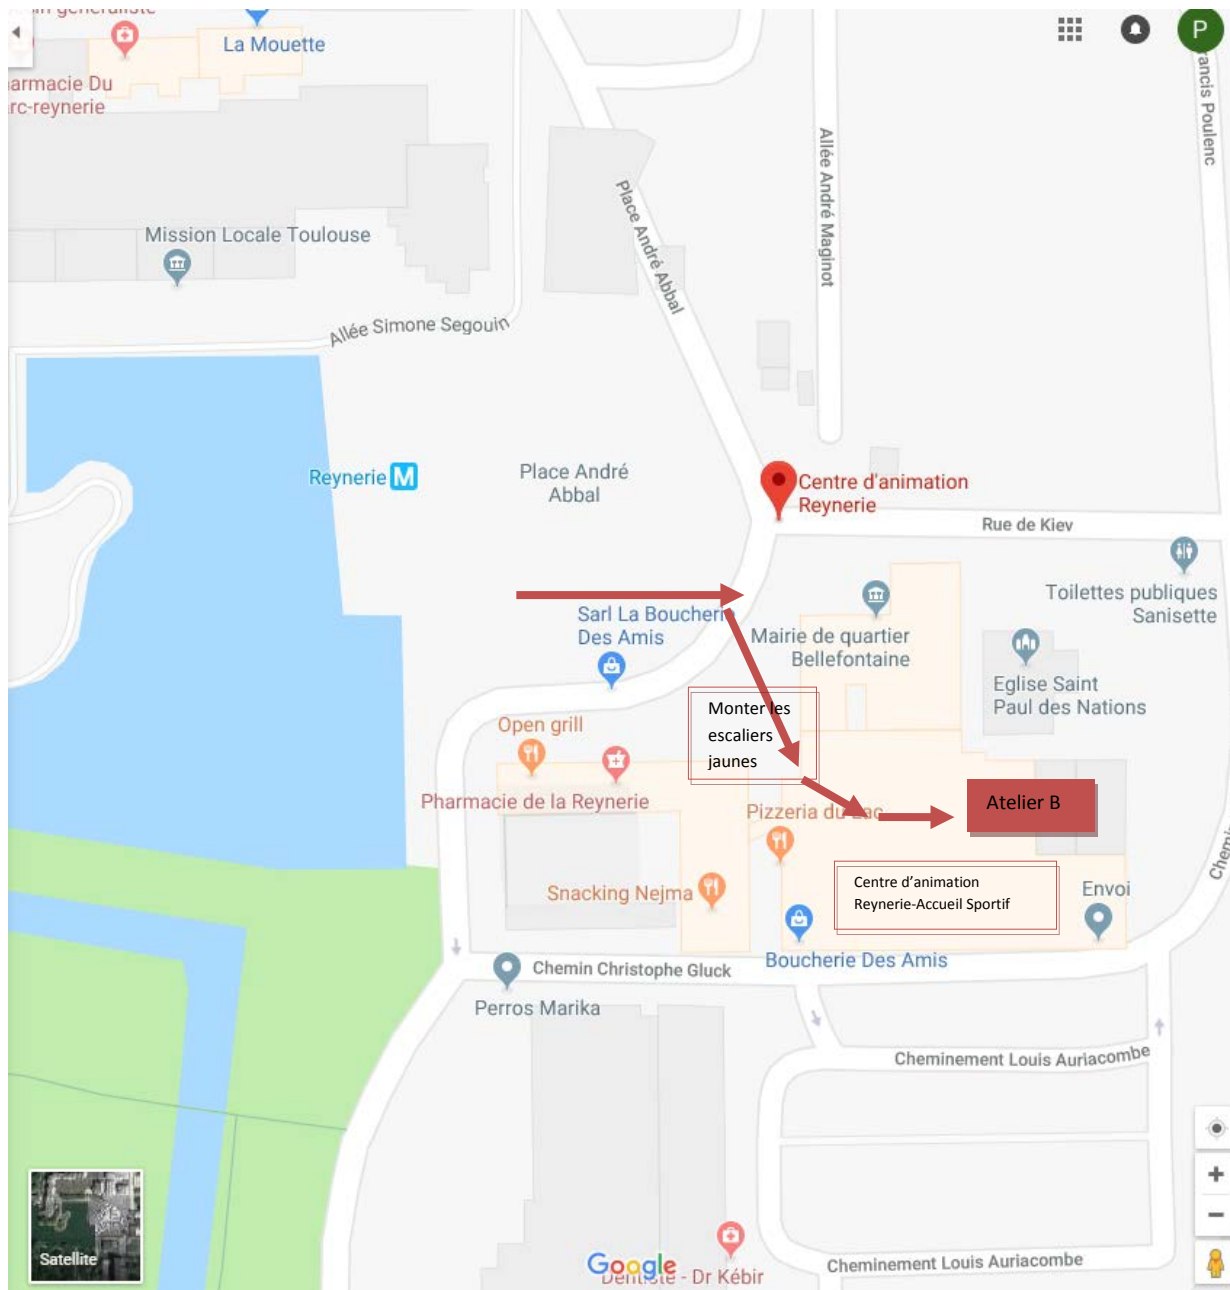 La Mouette
armacie Du
rc-reynerie
P
ancis Poulenc
Allée André Maginot
Place André Abbal
Mission Locale Toulouse
Allée Simone Segouin
Reynerie M
Place André
Abbal
Centre d'animation
Reynerie
Rue de Kiev
Toilettes publiques
Sanisette
Sarl La Boucherie
Des Amis
Mairie de quartier
Bellefontaine
Eglise Saint
Paul des Nations
Monter les
escaliers
jaunes
Open grill
Pharmacie de la Reynerie
Pizzeria du Lac
Atelier B
Chemi
Centre d’animation
Reynerie-Accueil Sportif
Snacking Nejma
Envoi
Boucherie Des Amis
Chemin Christophe Gluck
Perros Marika
Cheminement Louis Auriacombe
Satellite
Google
Dentiste - Dr Kébir
Cheminement Louis Auriacombe